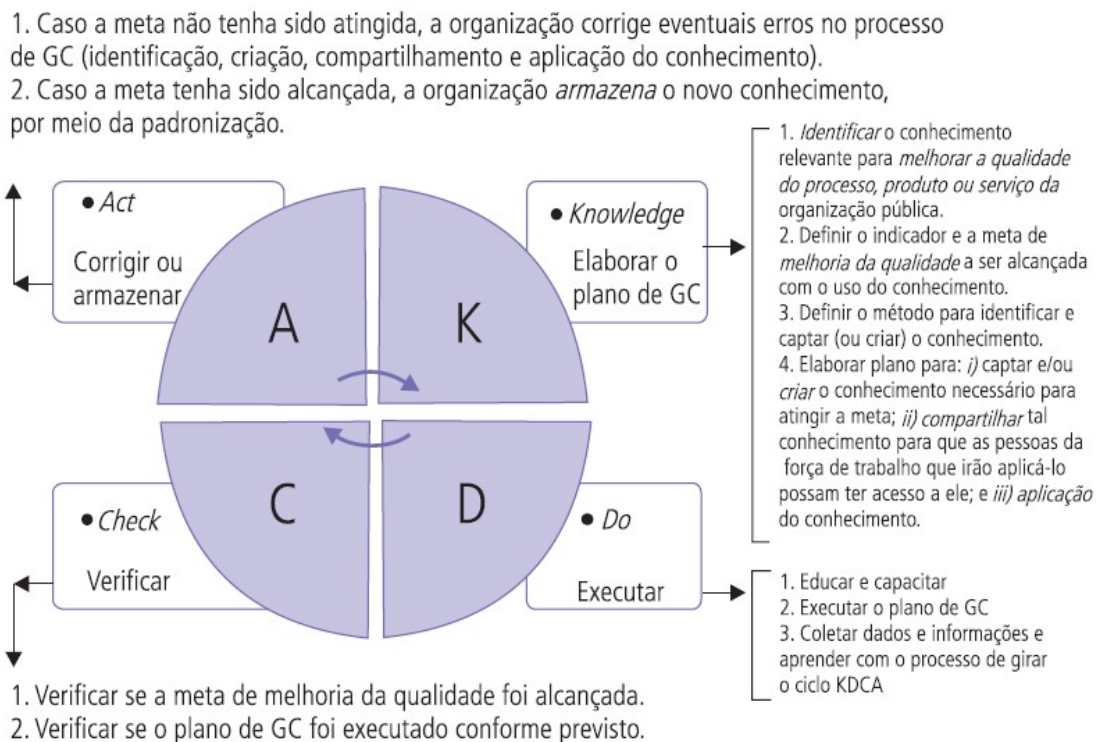 1. Caso a meta não tenha sido atingida, a organização corrige eventuais erros no processo
de GC (identificação, criação, compartilhamento e aplicação do conhecimento).
2. Caso a meta tenha sido alcançada, a organização armazena o novo conhecimento,
por meio da padronização.
• Act
Corrigir ou
armazenar
A
K
• Knowledge
Elaborar o
plano de GC
1. Identificar o conhecimento
relevante para melhorar a qualidade
do processo, produto ou serviço da
organização pública.
2. Definir o indicador e a meta de
melhoria da qualidade a ser alcançada
com o uso do conhecimento.
3. Definir o método para identificar e
captar (ou criar) o conhecimento.
4. Elaborar plano para: i) captar e/ou
criar o conhecimento necessário para
atingir a meta; ii) compartilhar tal
conhecimento para que as pessoas da
força de trabalho que irão aplicá-lo
possam ter acesso a ele; e iii) aplicação
do conhecimento.
• Check
Verificar
C
D
• Do
Executar
1. Educar e capacitar
2. Executar o plano de GC
3. Coletar dados e informações e
aprender com o processo de girar
o ciclo KDCA
1. Verificar se a meta de melhoria da qualidade foi alcançada.
2. Verificar se o plano de GC foi executado conforme previsto.